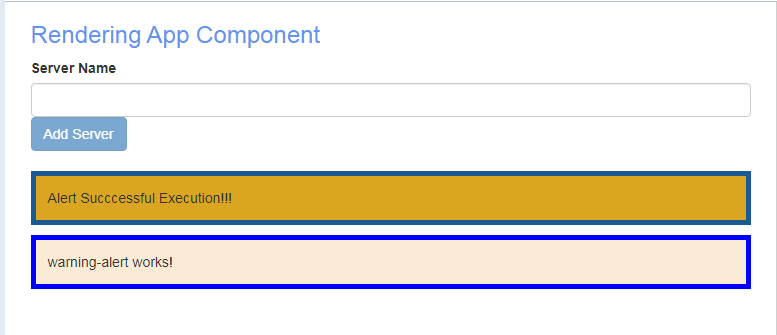 Rendering App Component
Server Name
Add Server
Alert Succcessful Execution!!!
warning-alert works!